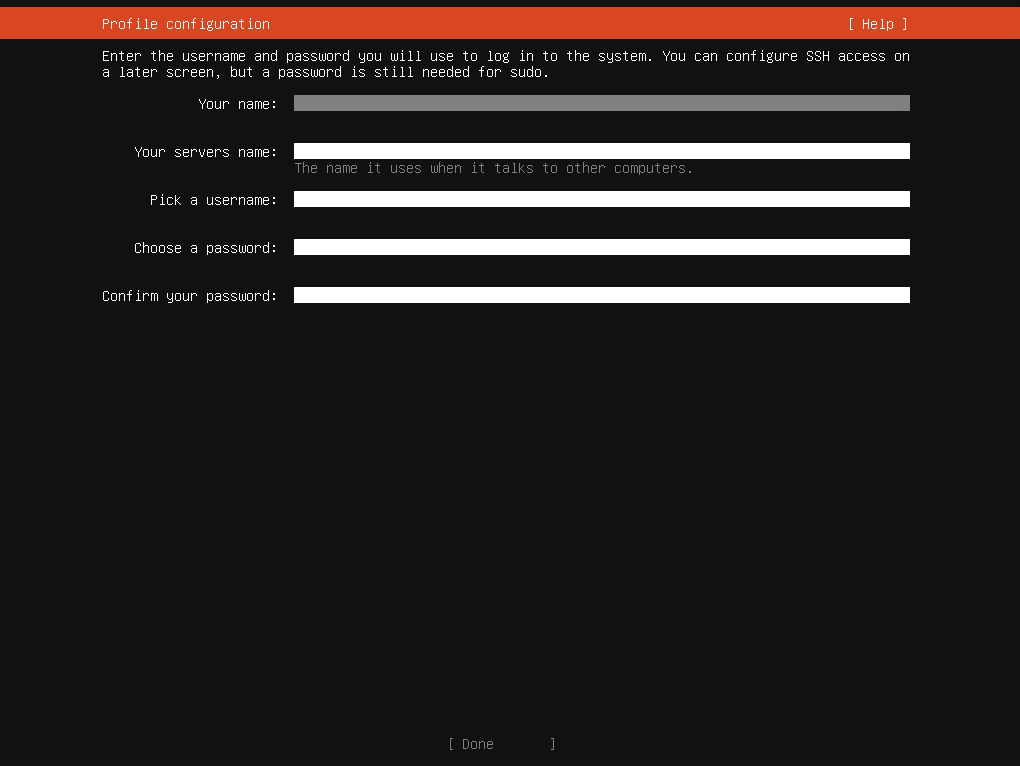 Profile configuration [ Help ]
Enter the username and password you will use to log in to the system. You can configure SSH access on
a later screen, but a password is still needed for sudo.
Your name:
Your servers name:
The name it uses when it talks to other computers.
Pick a username:
Choose a password:
Confirm your password:
[ Done ]